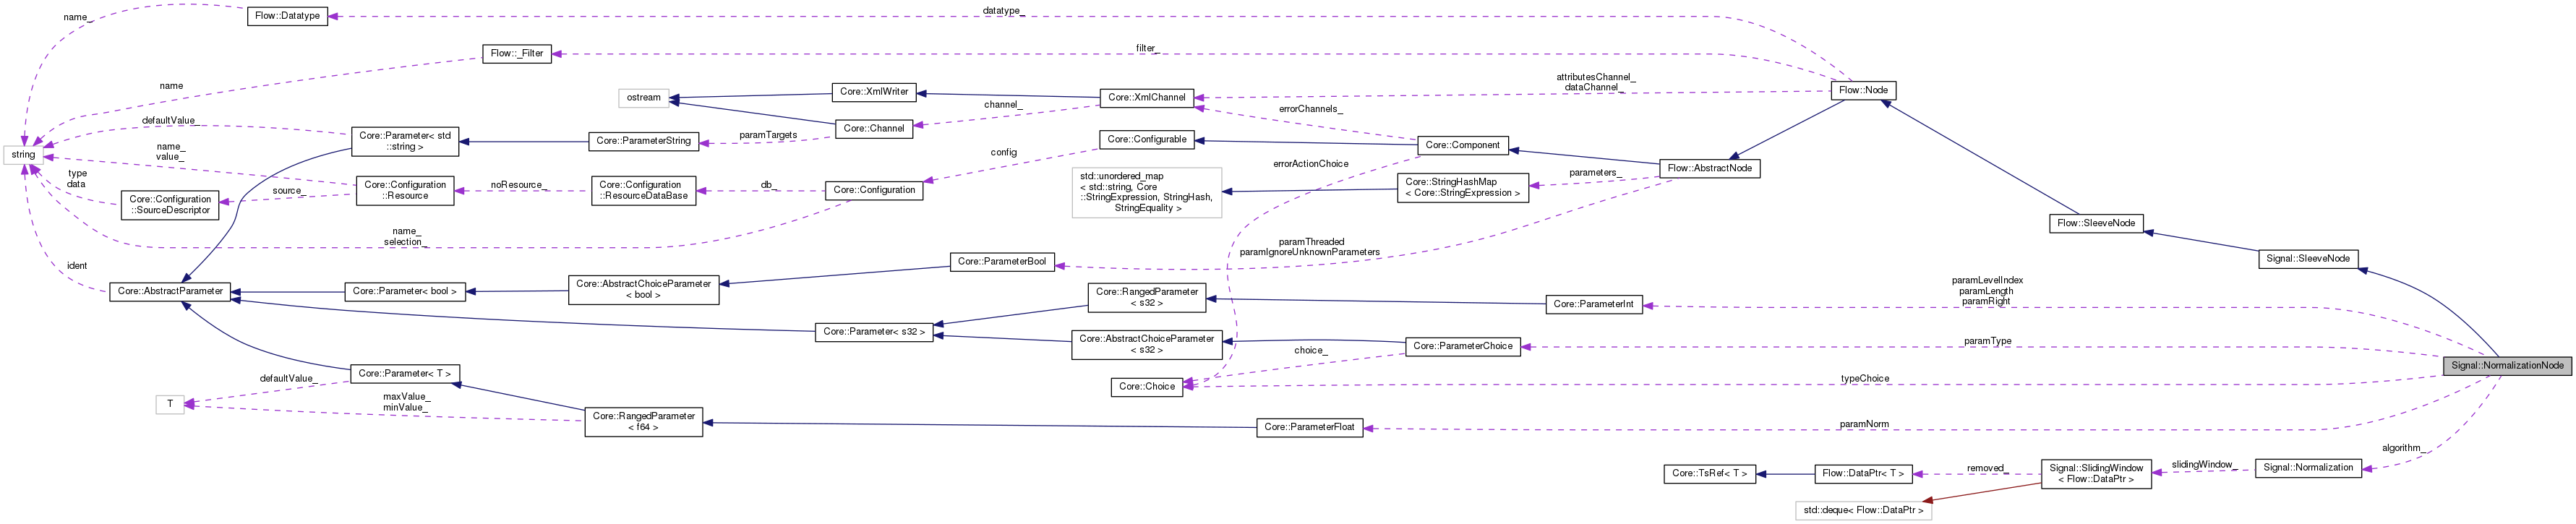 name_
Flow::Datatype
datatype_
Flow::_Filter
filter_
name
ostream
Core::XmlWriter
Core::XmlChannel
attributesChannel_
dataChannel_
Flow::Node
channel_
errorChannels_
defaultValue_
Core::Parameter< std
::string >
paramTargets
Core::Channel
Core::ParameterString
Core::Configurable
Core::Component
string
name_
value_
config
errorActionChoice
Flow::AbstractNode
type
data
Core::Configuration
::SourceDescriptor
source_
Core::Configuration
::Resource
noResource_
Core::Configuration
::ResourceDataBase
db_
Core::Configuration
std::unordered_map
< std::string, Core
::StringExpression, StringHash,
StringEquality >
Core::StringHashMap
< Core::StringExpression >
parameters_
name_
selection_
paramThreaded
paramIgnoreUnknownParameters
Flow::SleeveNode
ident
Core::ParameterBool
Signal::SleeveNode
Core::AbstractParameter
Core::Parameter< bool >
Core::AbstractChoiceParameter
< bool >
Core::RangedParameter
< s32 >
Core::ParameterInt
paramLevelIndex
paramLength
paramRight
Core::Parameter< s32 >
Core::AbstractChoiceParameter
< s32 >
Core::ParameterChoice
paramType
choice_
Signal::NormalizationNode
Core::Parameter< T >
defaultValue_
Core::Choice
typeChoice
T
maxValue_
minValue_
Core::RangedParameter
< f64 >
Core::ParameterFloat
paramNorm
algorithm_
Core::TsRef< T >
Flow::DataPtr< T >
removed_
Signal::SlidingWindow
< Flow::DataPtr >
slidingWindow_
Signal::Normalization
std::deque< Flow::DataPtr >